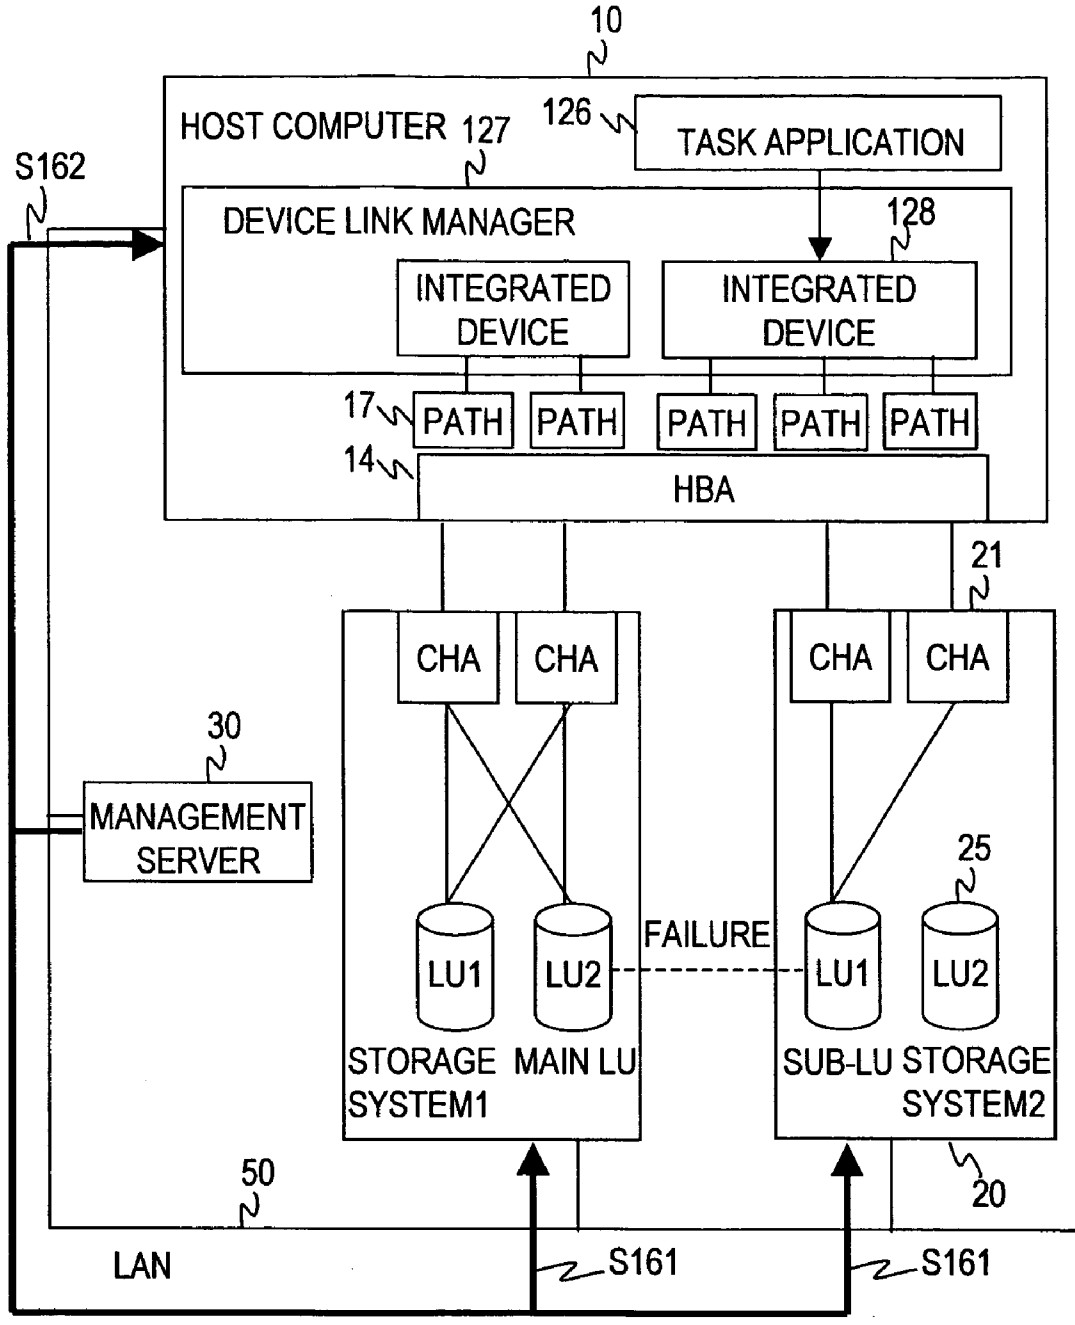 10
HOST COMPUTER
126
TASK APPLICATION
S162
127
DEVICE LINK MANAGER
128
INTEGRATED
DEVICE
INTEGRATED
DEVICE
17
PATH
PATH
PATH
PATH
PATH
14
HBA
21
CHA
CHA
CHA
CHA
30
MANAGEMENT
SERVER
25
FAILURE
LU1
LU2
LU1
LU2
STORAGE
SYSTEM1
MAIN LU
SUB-LU
STORAGE
SYSTEM2
50
20
LAN
S161
S161